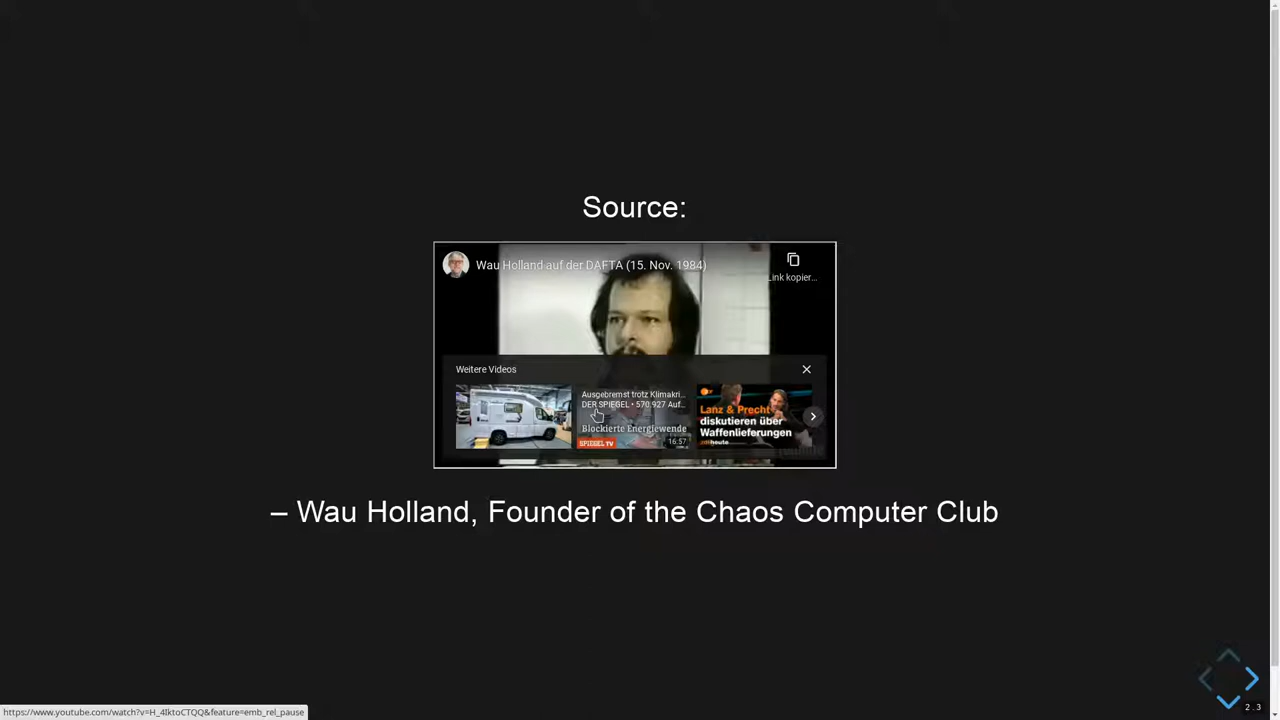 Source:
Wau Holland auf der DAFTA (15. Nov. 1984)
Link kopier...
Weitere Videos
Ausgebremst trotz Klimakri...
DER SPIEGEL • 570.927 Auf...
Blockierte Energiewende
SPIEGEL TV
16:57
Lanz & Precht
diskutieren über
Waffenlieferungen
zdfheute
– Wau Holland, Founder of the Chaos Computer Club
https://www.youtube.com/watch?v=H_4IktoCTQQ&feature=emb_rel_pause
2.3